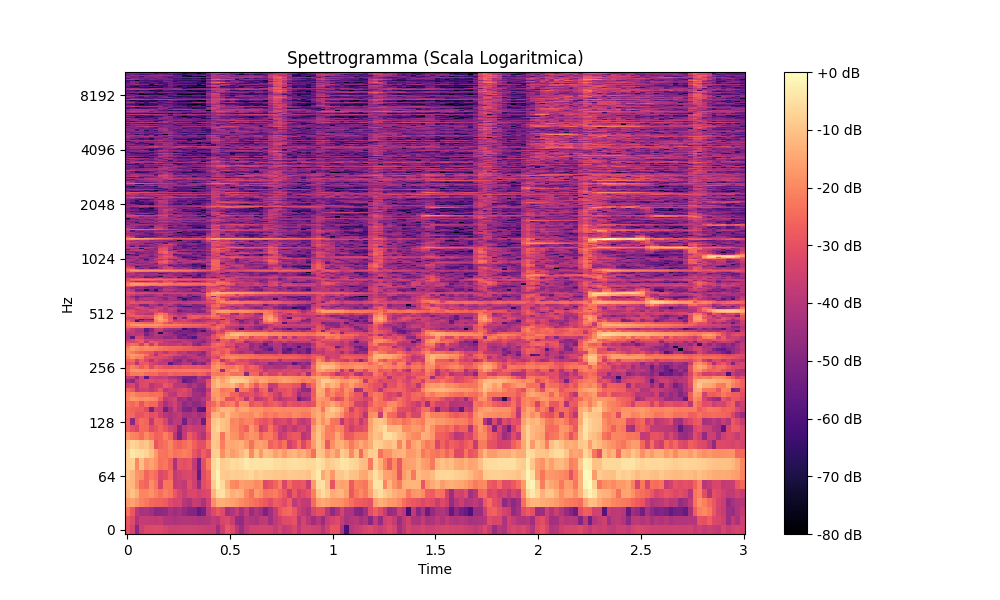 Spettrogramma (Scala Logaritmica)
Hz
8192
4096
2048
1024
512
256
128
64
0
0 0.5 1 1.5 2 2.5 3
Time
+0 dB
-10 dB
-20 dB
-30 dB
-40 dB
-50 dB
-60 dB
-70 dB
-80 dB